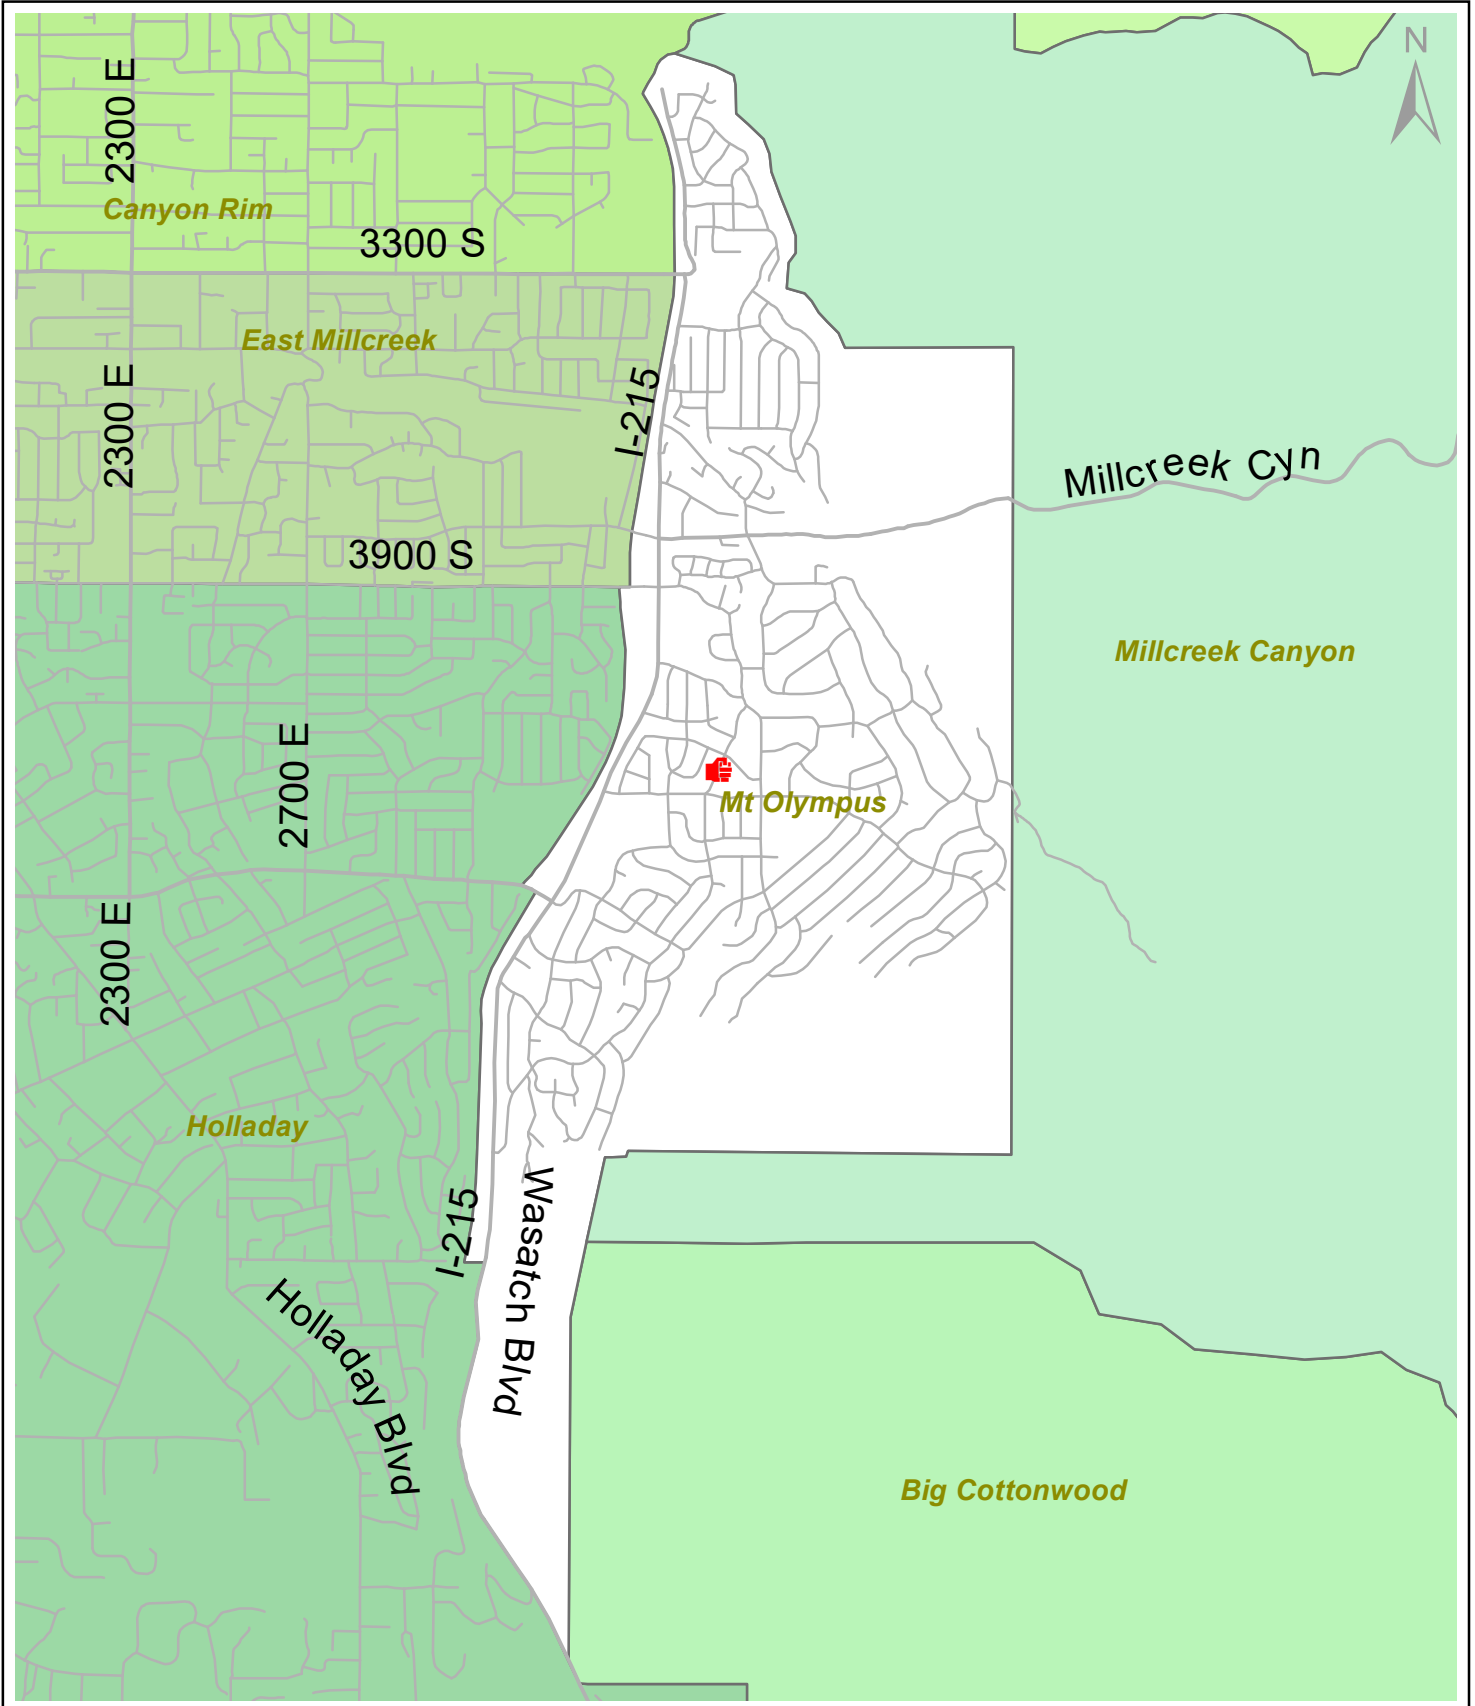 N
2300 E
Canyon Rim
3300 S
East Millcreek
2300 E
I-215
Millcreek Cyn
3900 S
Millcreek Canyon
2700 E
Mt Olympus
2300 E
Holladay
I-215
Wasatch Blvd
Holladay Blvd
Big Cottonwood